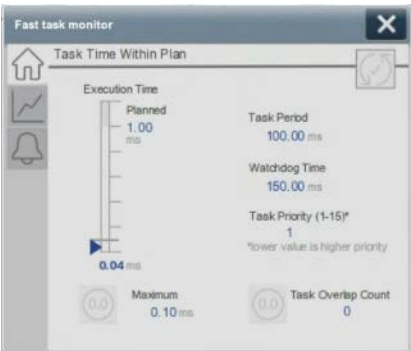 Fast task monitor
Task Time Within Plan
Execution Time
Planned
1.00
ms
Task Period
100.00 ms
Watchdog Time
150.00 ms
Task Priority (1-15)*
1
*lower value is higher priority
0.04 ms
0.0
Maximum
0.10 ms
0.0
Task Overlap Count
0